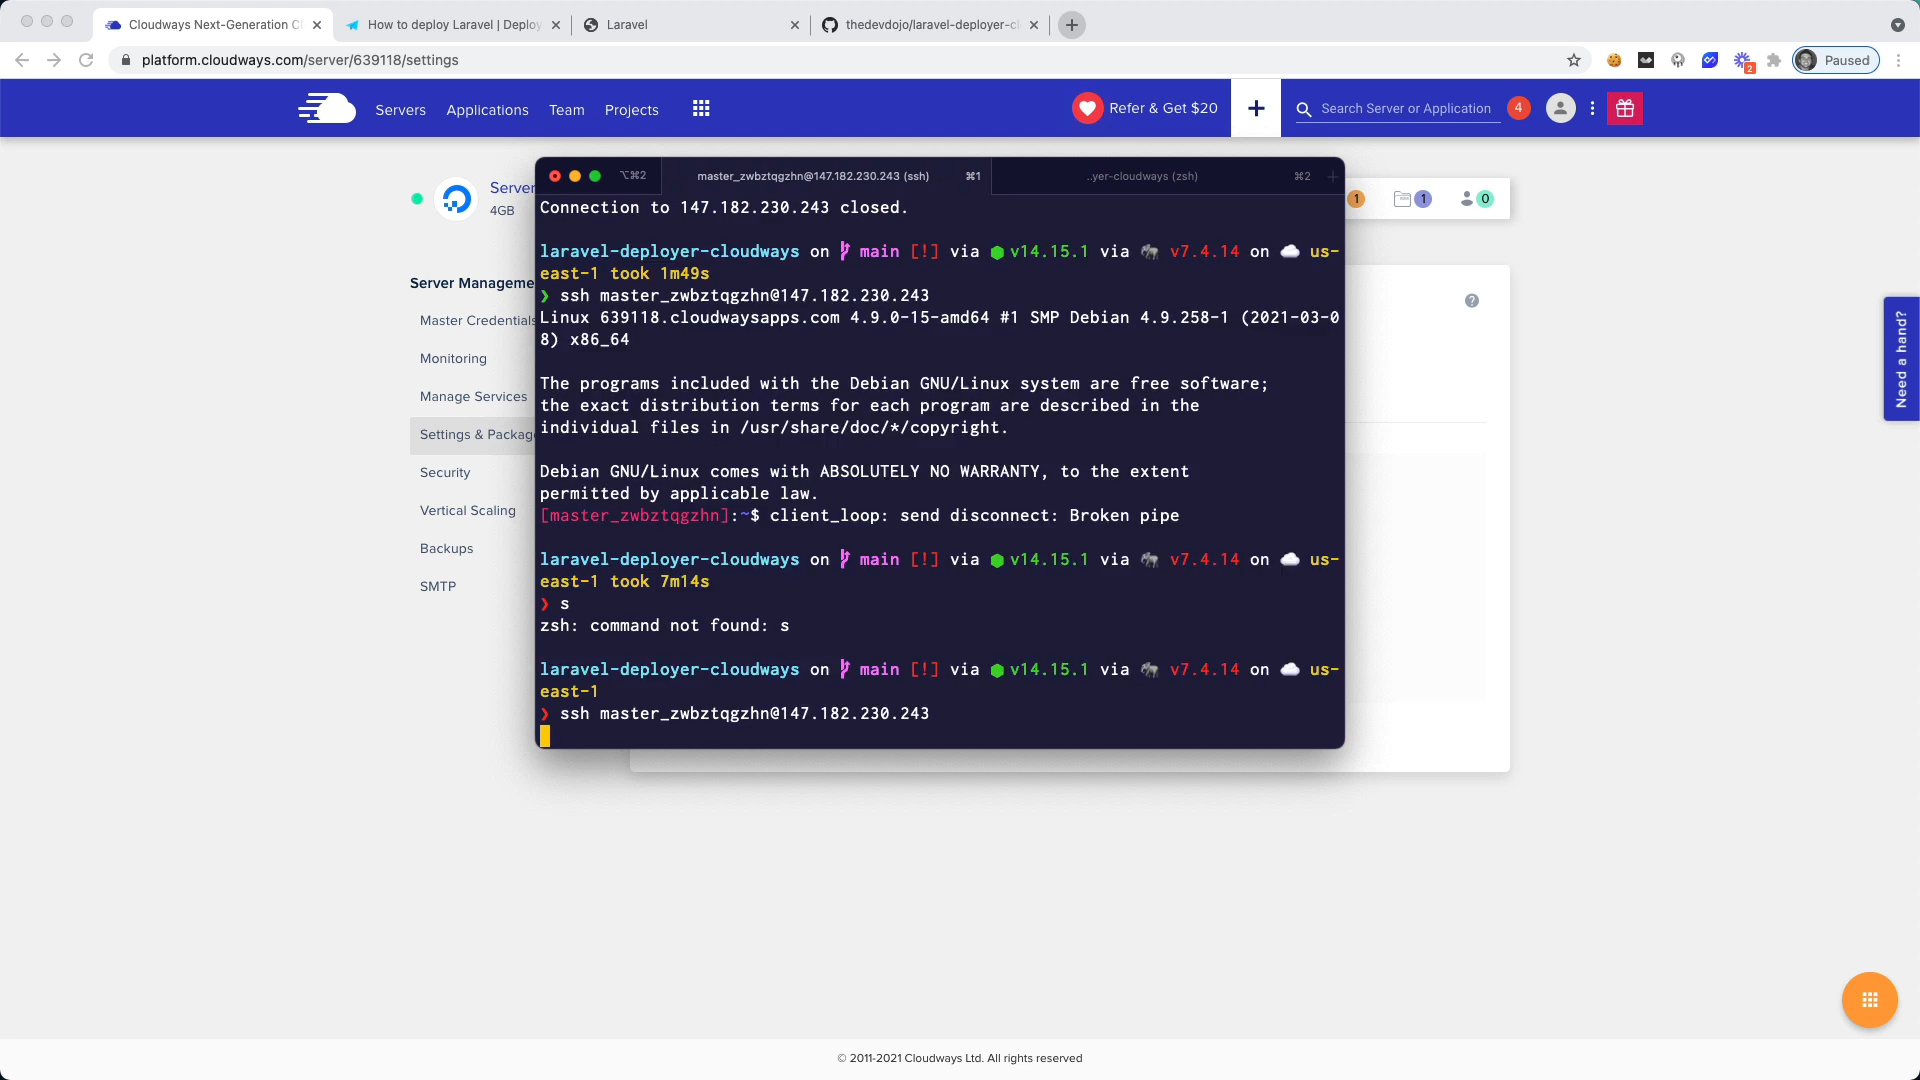 Cloudways Next-Generation Cl
How to deploy Laravel | Deploy
Laravel
thedevdojo/laravel-deployer-cl
platform.cloudways.com/server/639118/settings
2
Paused
Servers
Applications
Team
Projects
Refer & Get $20
Search Server or Application
4
Server
4GB
1
1
0
Server Manageme
Master Credentials
Monitoring
Manage Services
Settings & Packag
Security
Vertical Scaling
Backups
SMTP
⌥⌘2
master_zwbztqgzhn@147.182.230.243 (ssh)
⌘1
..yer-cloudways (zsh)
⌘2
Connection to 147.182.230.243 closed.
laravel-deployer-cloudways on main [!] via v14.15.1 via v7.4.14 on us-
east-1 took 1m49s
❯ ssh master_zwbztqgzhn@147.182.230.243
Linux 639118.cloudwaysapps.com 4.9.0-15-amd64 #1 SMP Debian 4.9.258-1 (2021-03-0
8) x86_64
The programs included with the Debian GNU/Linux system are free software;
the exact distribution terms for each program are described in the
individual files in /usr/share/doc/*/copyright.
Debian GNU/Linux comes with ABSOLUTELY NO WARRANTY, to the extent
permitted by applicable law.
[master_zwbztqgzhn]:~$ client_loop: send disconnect: Broken pipe
laravel-deployer-cloudways on main [!] via v14.15.1 via v7.4.14 on us-
east-1 took 7m14s
❯ s
zsh: command not found: s
laravel-deployer-cloudways on main [!] via v14.15.1 via v7.4.14 on us-
east-1
❯ ssh master_zwbztqgzhn@147.182.230.243
Need a hand?
© 2011-2021 Cloudways Ltd. All rights reserved